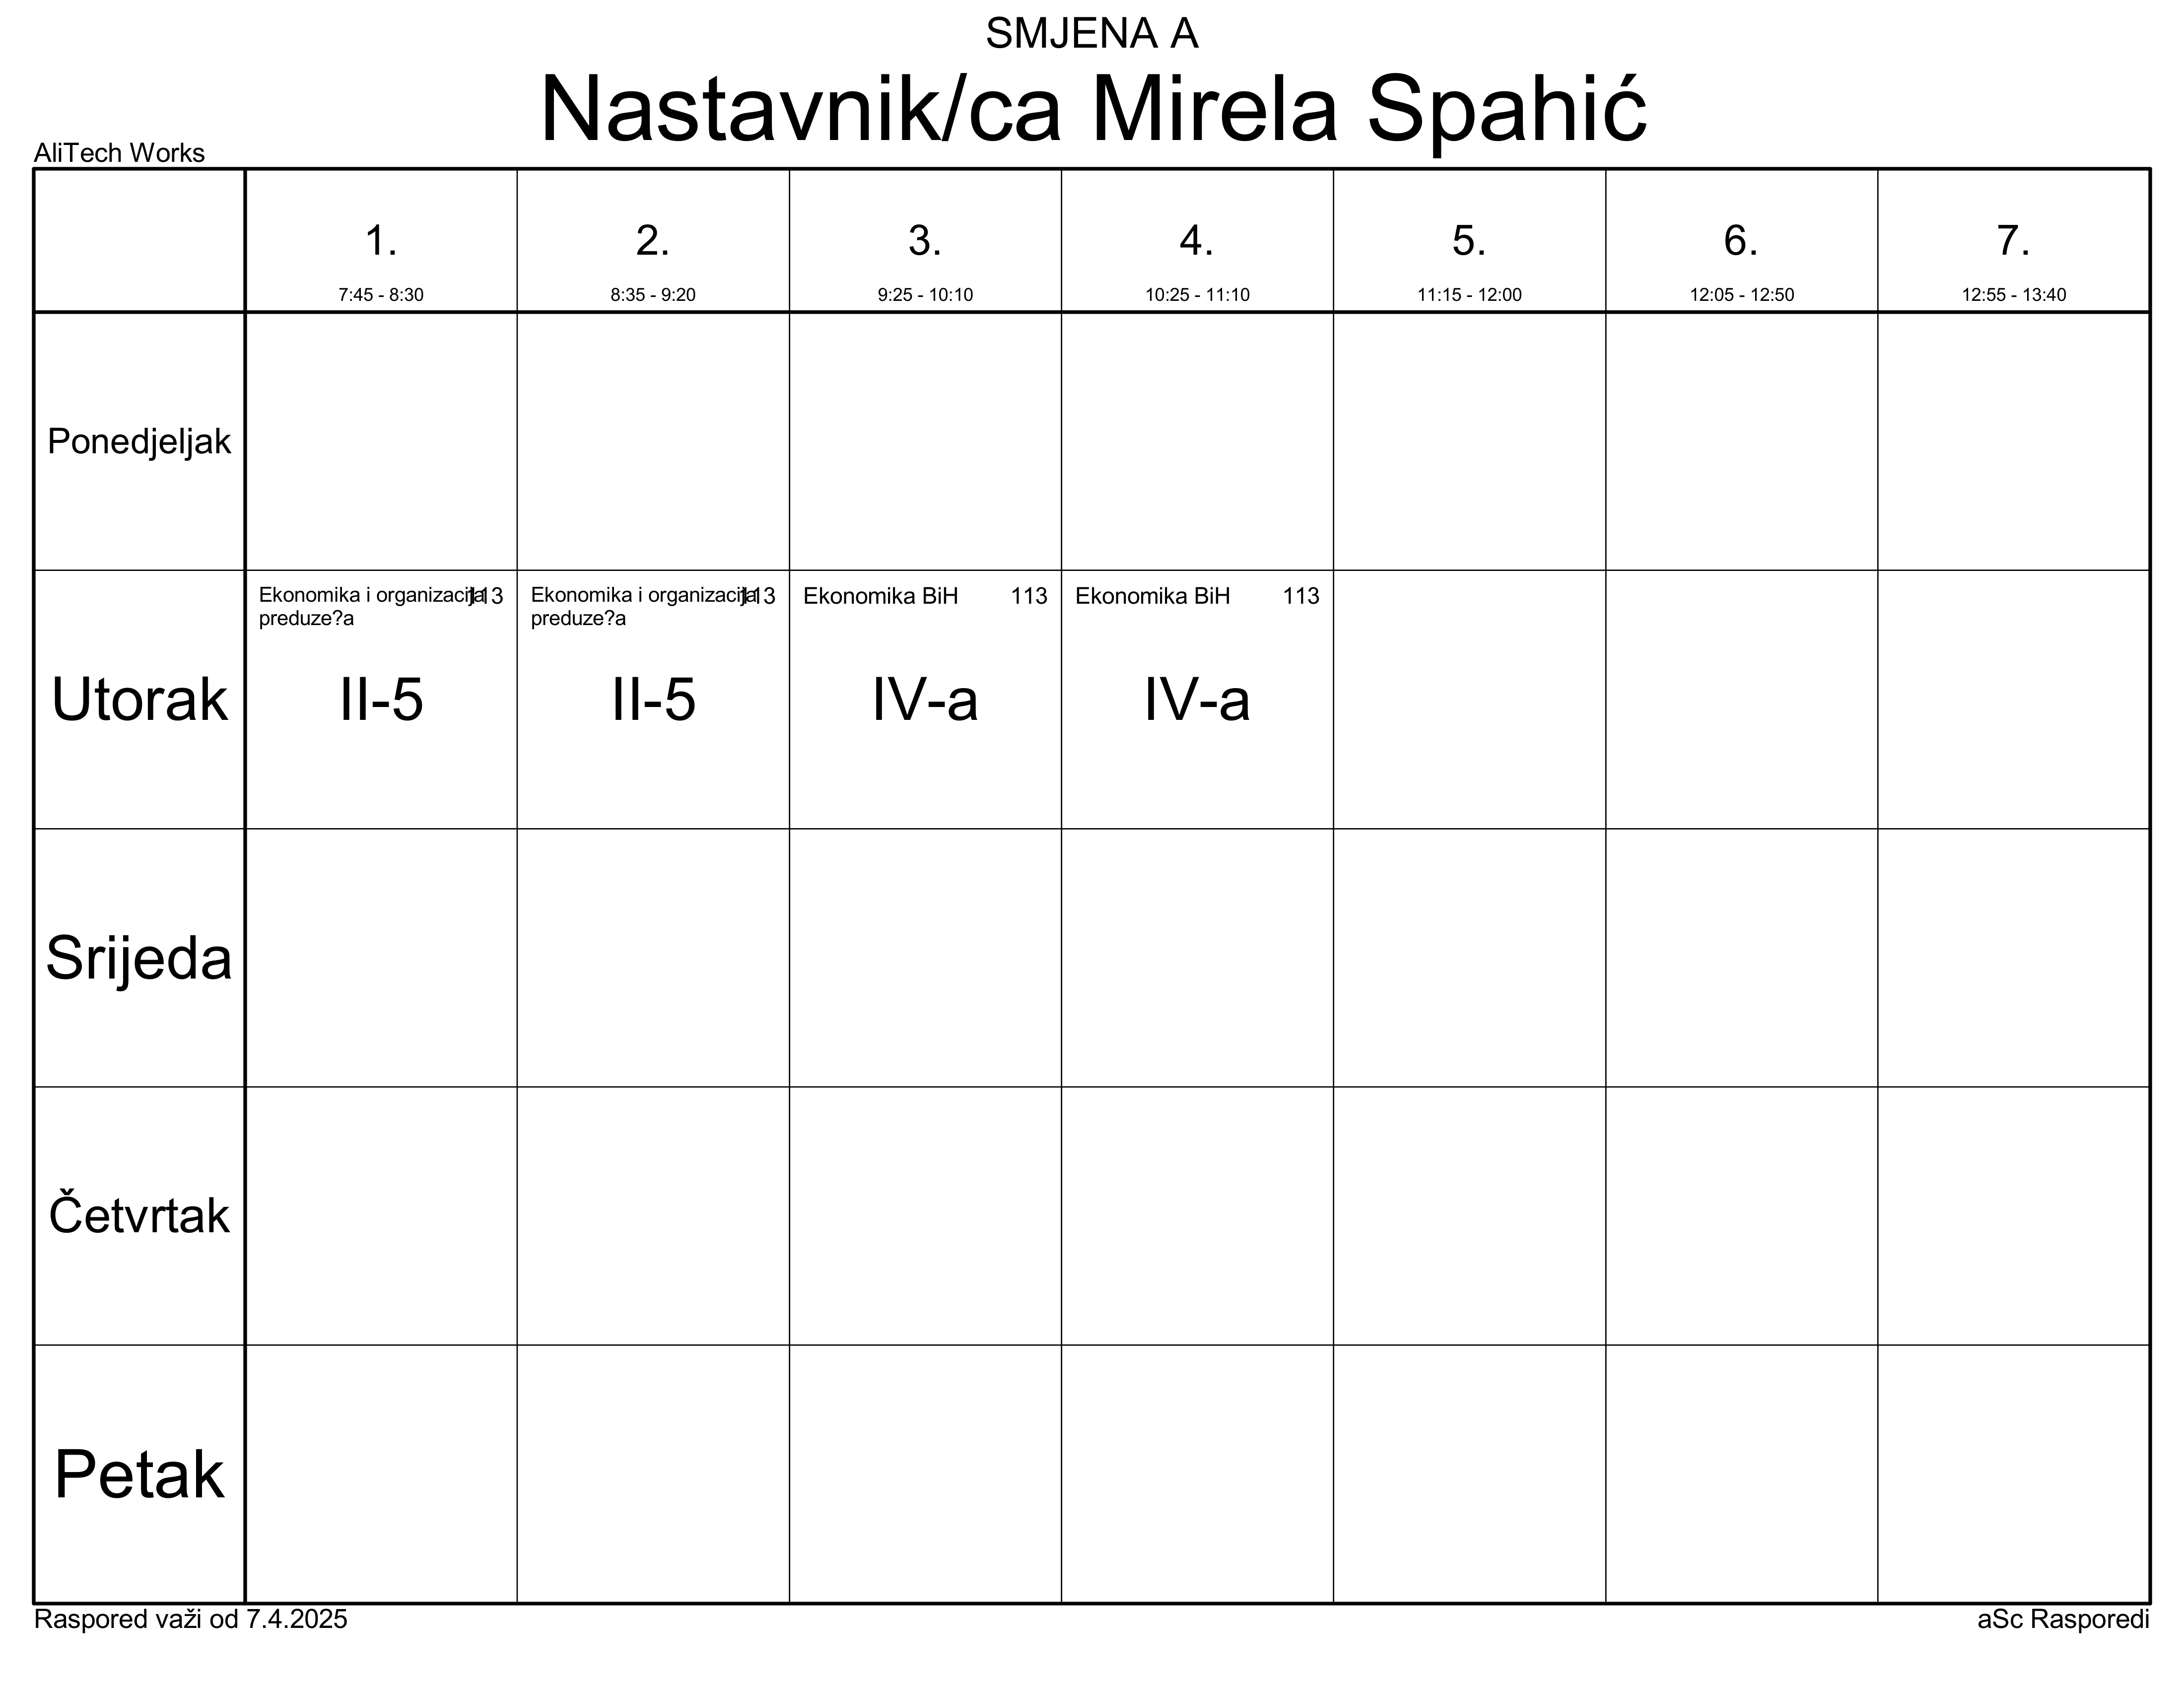 SMJENA A
Nastavnik/ca Mirela Spahić
AliTech Works
1. 2. 3. 4. 5. 6. 7.
7:45 - 8:30 8:35 - 9:20 9:25 - 10:10 10:25 - 11:10 11:15 - 12:00 12:05 - 12:50 12:55 - 13:40
Ponedjeljak
Ekonomika i organizacija 113 Ekonomika i organizacija 113 Ekonomika BiH 113 Ekonomika BiH 113
preduze?a preduze?a
Utorak II-5 II-5 IV-a IV-a
Srijeda
Četvrtak
Petak
Raspored važi od 7.4.2025 aSc Rasporedi